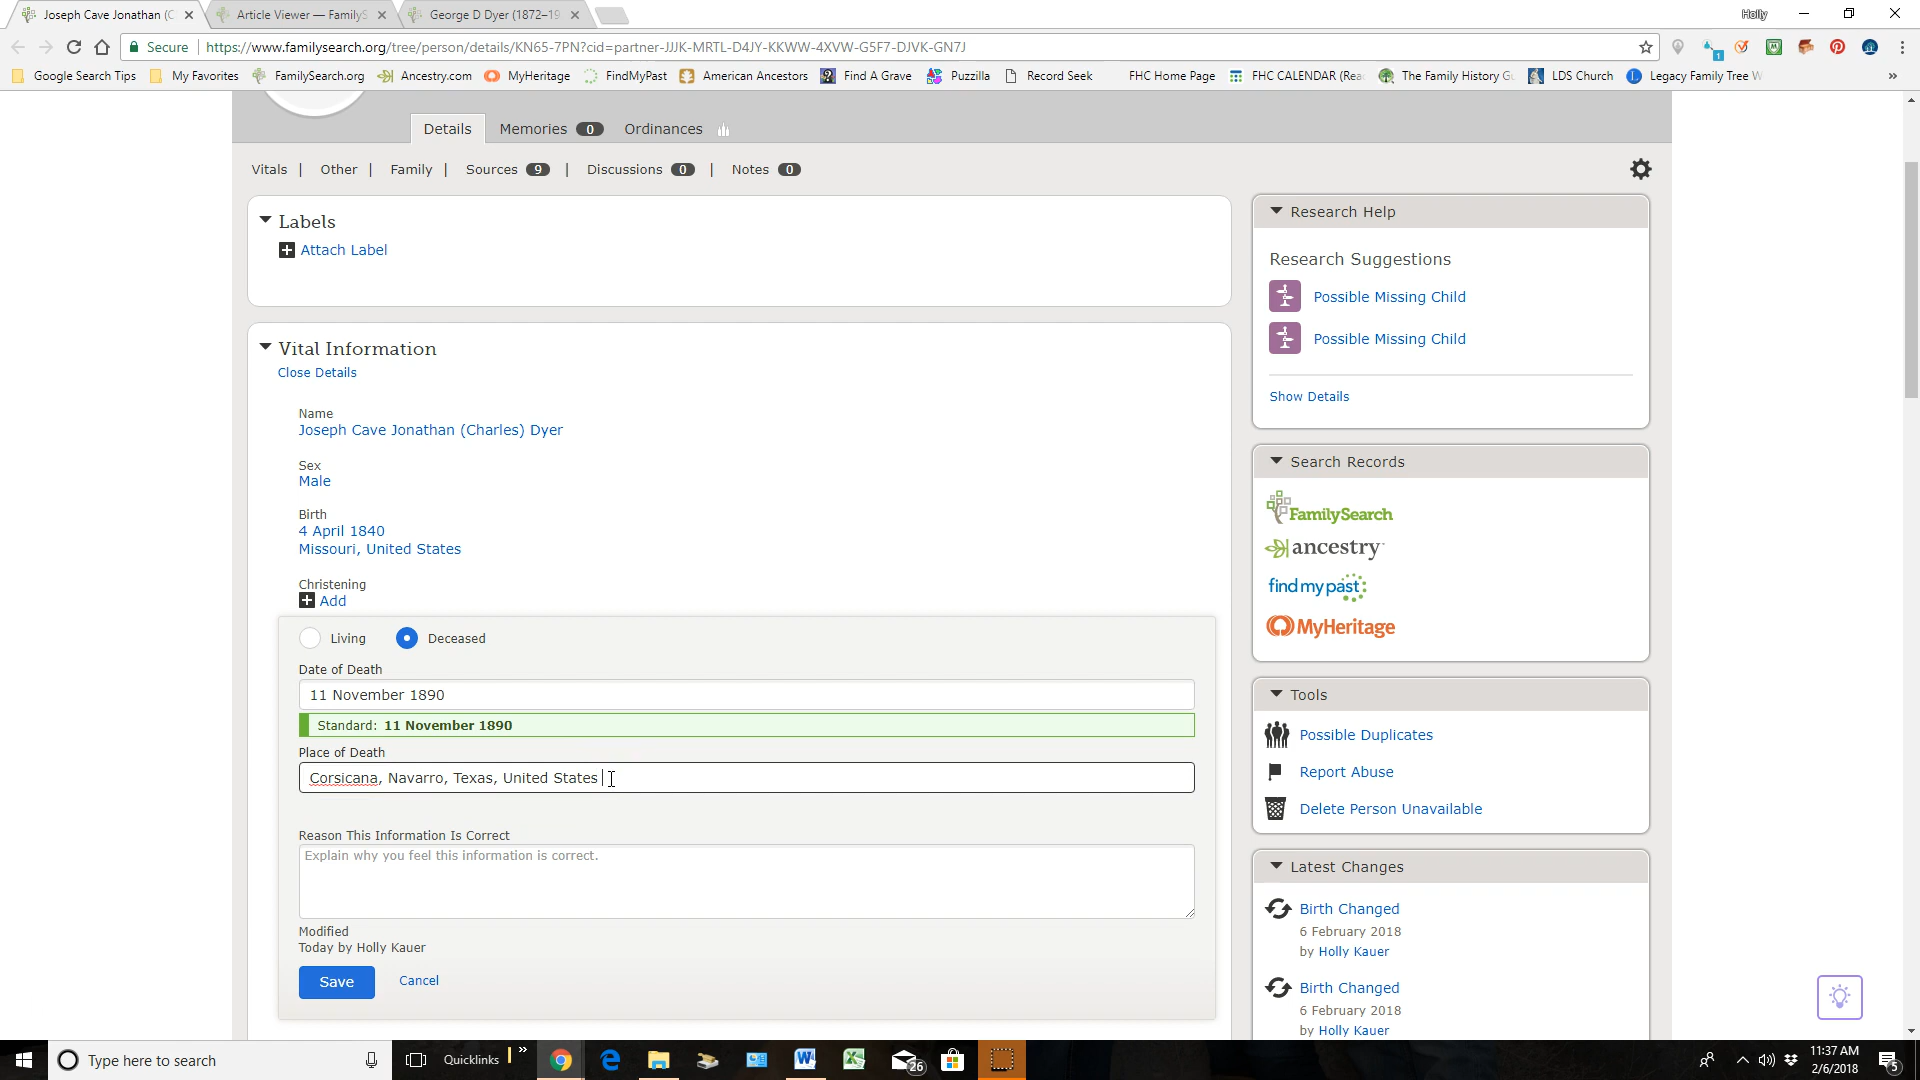 Joseph Cave Jonathan (C
Article Viewer — FamilyS
George D Dyer (1872–19
Holly
Secure
https://www.familysearch.org/tree/person/details/KN65-7PN?cid=partner-JJJK-MRTL-D4JY-KKWW-4XVW-G5F7-DJVK-GN7J
1
Google Search Tips
My Favorites
FamilySearch.org
Ancestry.com
MyHeritage
FindMyPast
American Ancestors
Find A Grave
Puzzilla
Record Seek
FHC Home Page
FHC CALENDAR (Rea
The Family History G
LDS Church
Legacy Family Tree W
»
Details
Memories 0
Ordinances
Vitals |
Other |
Family |
Sources 9 |
Discussions 0 |
Notes 0
Labels
Attach Label
Vital Information
Close Details
Name
Joseph Cave Jonathan (Charles) Dyer
Sex
Male
Birth
4 April 1840
Missouri, United States
Christening
Add
Living
Deceased
Date of Death
11 November 1890
Standard: 11 November 1890
Place of Death
Corsicana, Navarro, Texas, United States
Reason This Information Is Correct
Explain why you feel this information is correct.
Modified
Today by Holly Kauer
Save
Cancel
Research Help
Research Suggestions
Possible Missing Child
Possible Missing Child
Show Details
Search Records
FamilySearch
ancestry
findmypast
MyHeritage
Tools
Possible Duplicates
Report Abuse
Delete Person Unavailable
Latest Changes
Birth Changed
6 February 2018
by Holly Kauer
Birth Changed
6 February 2018
by Holly Kauer
Type here to search
Quicklinks
»
26
11:37 AM
2/6/2018
5